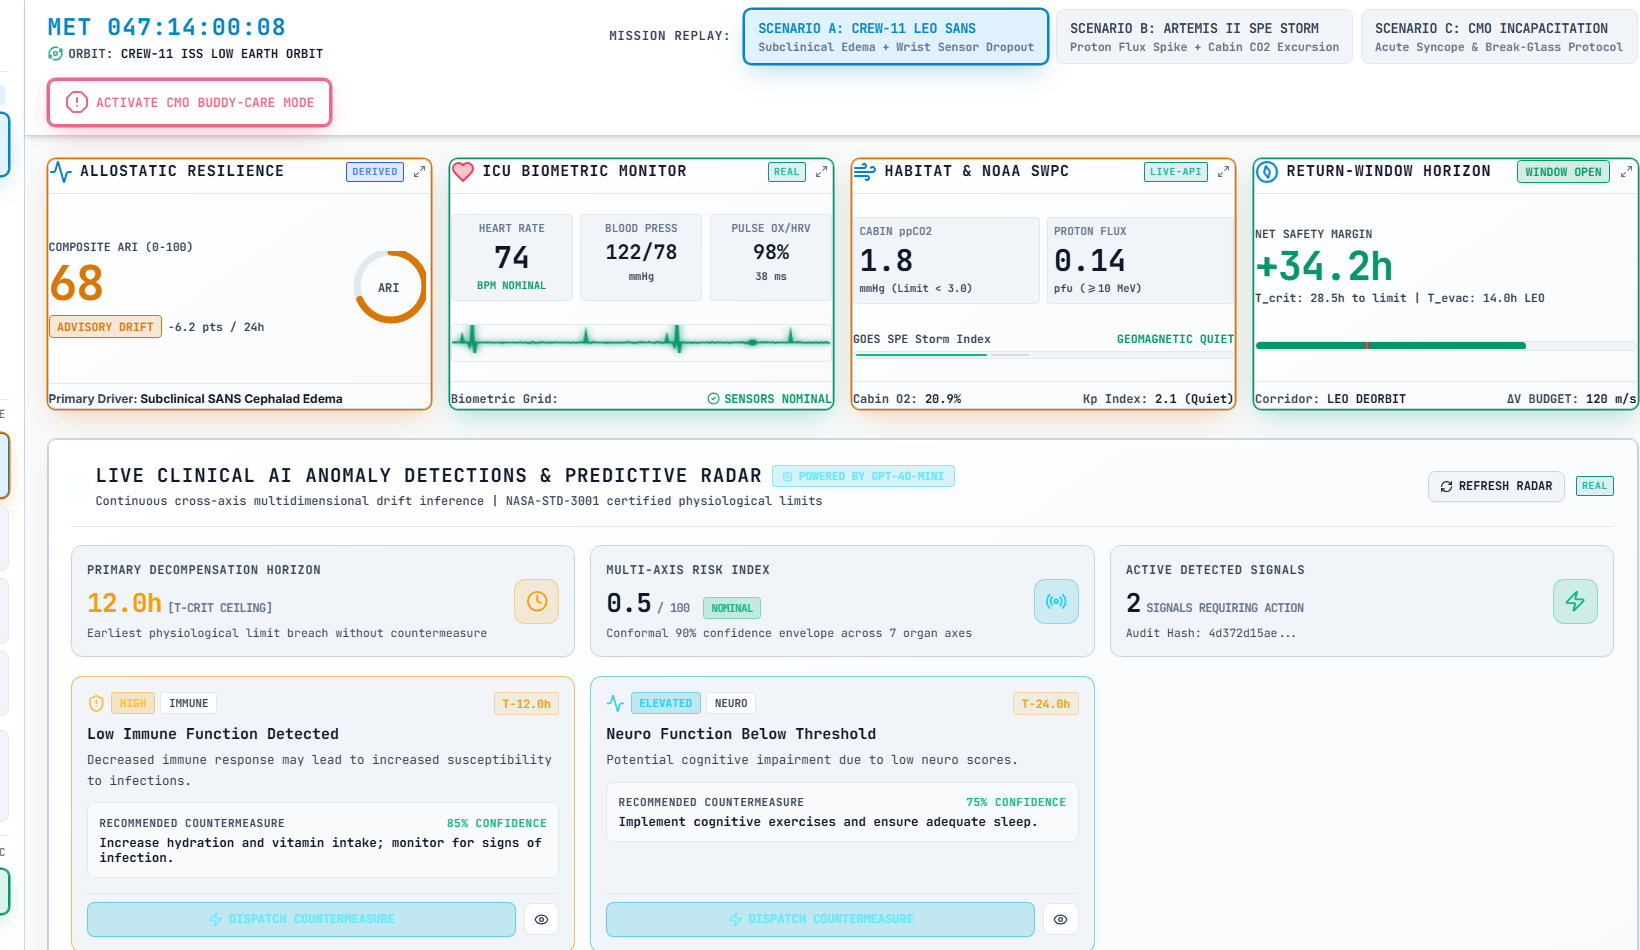 MET 047:14:00:08
ORBIT: CREW-11 ISS LOW EARTH ORBIT
MISSION REPLAY:
SCENARIO A: CREW-11 LEO SANS
Subclinical Edema + Wrist Sensor Dropout
SCENARIO B: ARTEMIS II SPE STORM
Proton Flux Spike + Cabin CO2 Excursion
SCENARIO C: CMO INCAPACITATION
Acute Syncope & Break-Glass Protocol
ACTIVATE CMO BUDDY-CARE MODE
ALLOSTATIC RESILIENCE
DERIVED
COMPOSITE ARI (0-100)
68
ARI
ADVISORY DRIFT
-6.2 pts / 24h
Primary Driver: Subclinical SANS Cephalad Edema
ICU BIOMETRIC MONITOR
REAL
HEART RATE
74
BPM NOMINAL
BLOOD PRESS
122/78
mmHg
PULSE OX/HRV
98%
38 ms
Biometric Grid:
SENSORS NOMINAL
HABITAT & NOAA SWPC
LIVE-API
CABIN ppCO2
1.8
mmHg (Limit < 3.0)
PROTON FLUX
0.14
pfu (≥10 MeV)
GOES SPE Storm Index
GEOMAGNETIC QUIET
Cabin O2: 20.9%
Kp Index: 2.1 (Quiet)
RETURN-WINDOW HORIZON
WINDOW OPEN
NET SAFETY MARGIN
+34.2h
T_crit: 28.5h to limit | T_evac: 14.0h LEO
Corridor: LEO DEORBIT
ΔV BUDGET: 120 m/s
E
C
LIVE CLINICAL AI ANOMALY DETECTIONS & PREDICTIVE RADAR
POWERED BY GPT-4O-MINI
Continuous cross-axis multidimensional drift inference | NASA-STD-3001 certified physiological limits
REFRESH RADAR
REAL
PRIMARY DECOMPENSATION HORIZON
12.0h [T-CRIT CEILING]
Earliest physiological limit breach without countermeasure
MULTI-AXIS RISK INDEX
0.5 / 100 NOMINAL
Conformal 90% confidence envelope across 7 organ axes
ACTIVE DETECTED SIGNALS
2 SIGNALS REQUIRING ACTION
Audit Hash: 4d372d15ae...
HIGH
IMMUNE
T-12.0h
Low Immune Function Detected
Decreased immune response may lead to increased susceptibility
to infections.
RECOMMENDED COUNTERMEASURE
85% CONFIDENCE
Increase hydration and vitamin intake; monitor for signs of
infection.
DISPATCH COUNTERMEASURE
ELEVATED
NEURO
T-24.0h
Neuro Function Below Threshold
Potential cognitive impairment due to low neuro scores.
RECOMMENDED COUNTERMEASURE
75% CONFIDENCE
Implement cognitive exercises and ensure adequate sleep.
DISPATCH COUNTERMEASURE